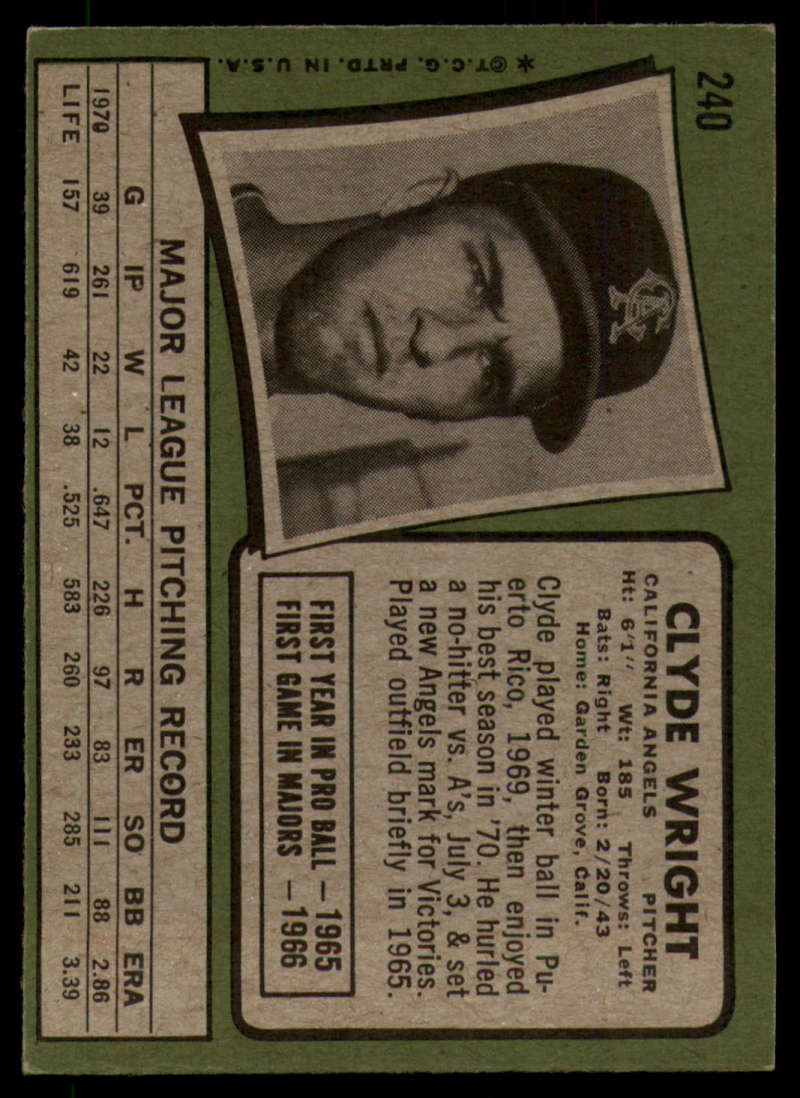 240
CLYDE WRIGHT
CALIFORNIA ANGELS PITCHER
Ht: 6'1" Wt: 185 Throws: Left
Bats: Right Born: 2/20/43
Home: Garden Grove, Calif.
Clyde played winter ball in Pu-
erto Rico, 1969, then enjoyed
his best season in '70. He hurled
a no-hitter vs. A's, July 3, & set
a new Angels mark for Victories.
Played outfield briefly in 1965.
FIRST YEAR IN PRO BALL — 1965
FIRST GAME IN MAJORS — 1966
MAJOR LEAGUE PITCHING RECORD
G IP W L PCT. H R ER SO BB ERA
1970 39 261 22 12 .647 226 97 83 111 88 2.86
LIFE 157 619 42 38 .525 583 260 233 285 211 3.39
* ©T.C.G. PRTD. IN U.S.A.
CA